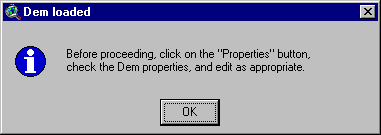 Dem loaded
Before proceeding, click on the "Properties" button,
check the Dem properties, and edit as appropriate.
OK